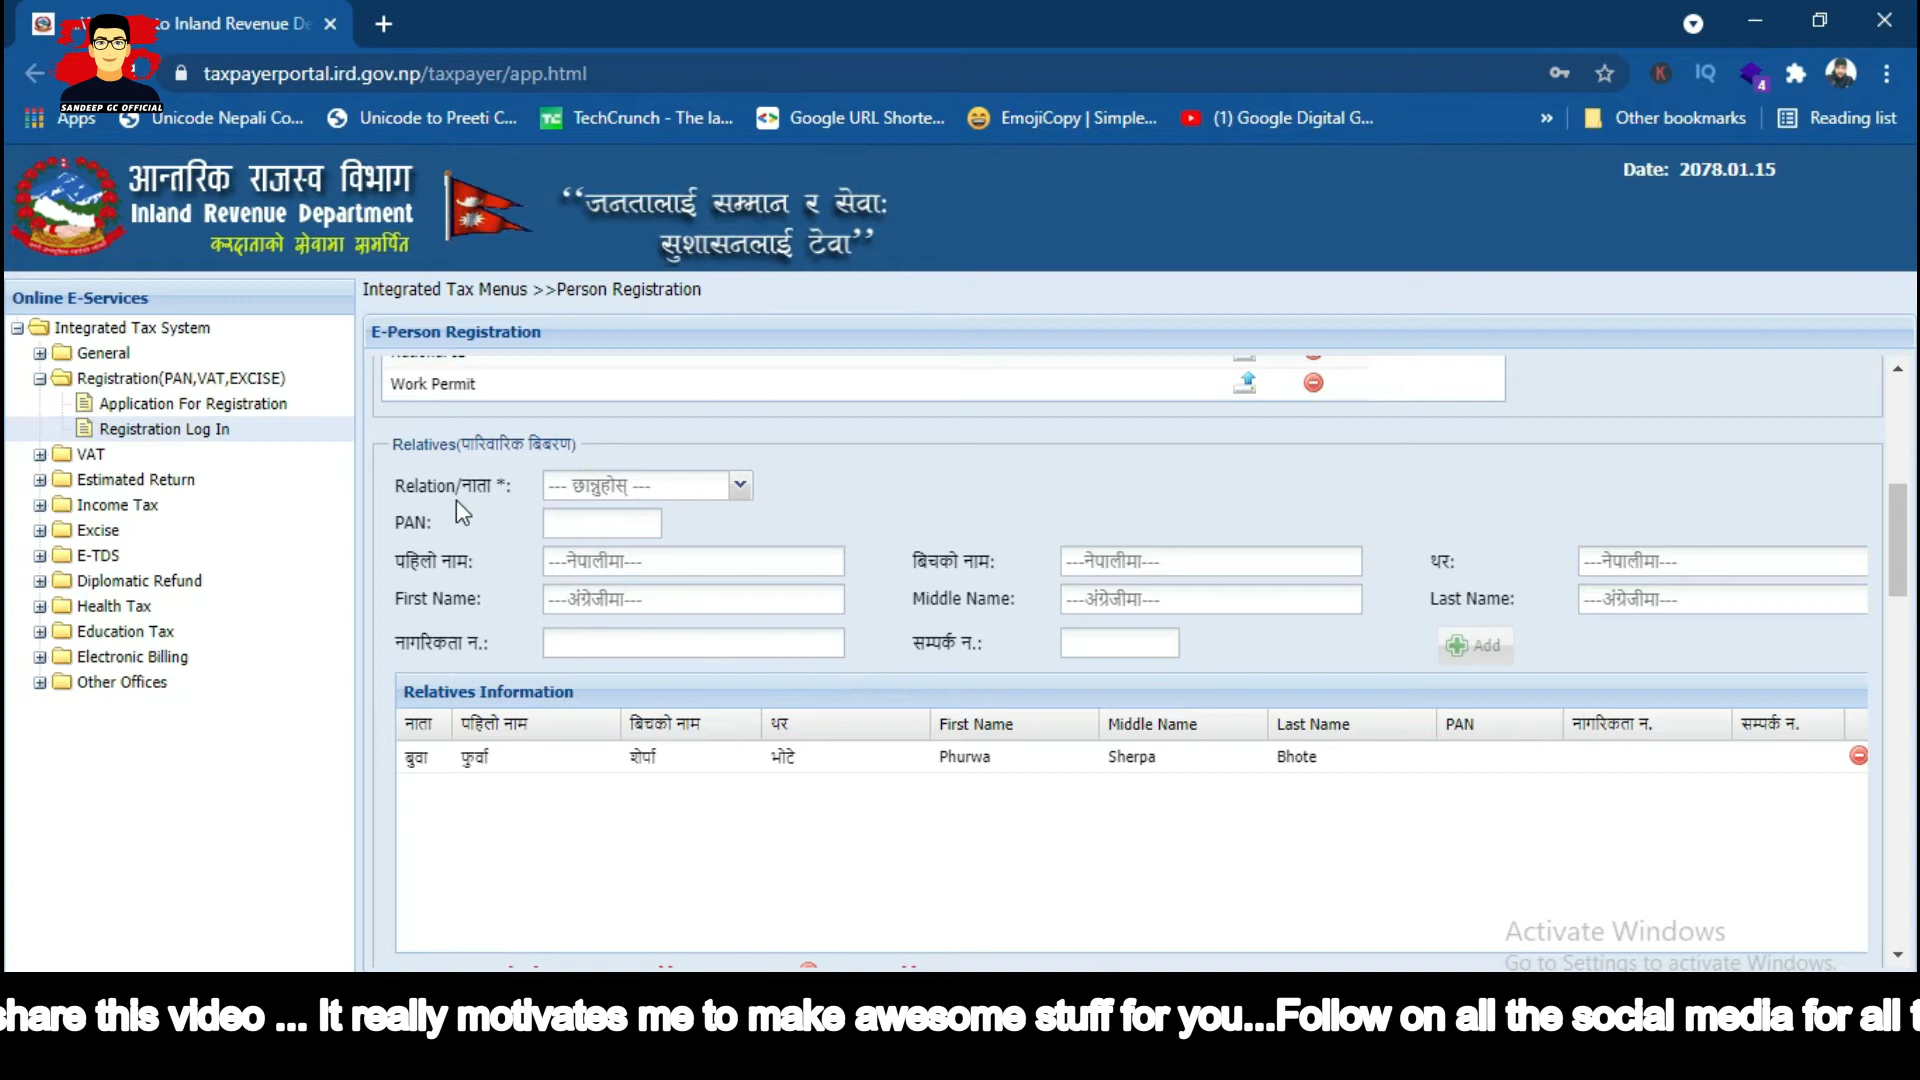 to Inland Revenue De
SANDEEP GC OFFICIAL
taxpayerportal.ird.gov.np/taxpayer/app.html
IQ
K
4
Apps
Unicode Nepali Co...
Unicode to Preeti C...
TC
TechCrunch - The la...
Google URL Shorte...
EmojiCopy | Simple...
(1) Google Digital G...
»
Other bookmarks
Reading list
आन्तरिक राजस्व विभाग
Inland Revenue Department
करदाताको सेवामा समर्पित
“जनतालाई सम्मान र सेवा:
सुशासनलाई टेवा”
Date: 2078.01.15
Online E-Services
Integrated Tax System
General
Registration(PAN,VAT,EXCISE)
Application For Registration
Registration Log In
VAT
Estimated Return
Income Tax
Excise
E-TDS
Diplomatic Refund
Health Tax
Education Tax
Electronic Billing
Other Offices
Integrated Tax Menus >>Person Registration
E-Person Registration
Work Permit
Relatives(पारिवारिक बिबरण)
Relation/नाता *: --- छान्नुहोस् ---
PAN:
पहिलो नाम: ---नेपालीमा--- बिचको नाम: ---नेपालीमा--- थर: ---नेपालीमा---
First Name: ---अंग्रेजीमा--- Middle Name: ---अंग्रेजीमा--- Last Name: ---अंग्रेजीमा---
नागरिकता न.: सम्पर्क न.: Add
Relatives Information
नाता पहिलो नाम बिचको नाम थर First Name Middle Name Last Name PAN नागरिकता न. सम्पर्क न.
बुवा फुर्वा शेर्पा भोटे Phurwa Sherpa Bhote
Activate Windows
Go to Settings to activate Windows.
share this video ... It really motivates me to make awesome stuff for you...Follow on all the social media for all